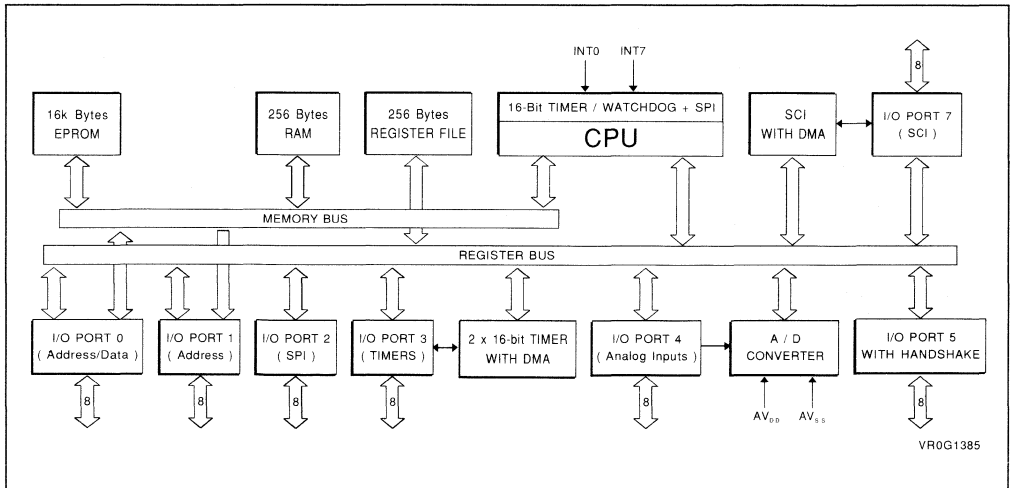 INT0 INT7
8
16k Bytes
EPROM
256 Bytes
RAM
256 Bytes
REGISTER FILE
16-Bit TIMER / WATCHDOG + SPI
CPU
SCI
WITH DMA
I/O PORT 7
( SCI )
MEMORY BUS
REGISTER BUS
I/O PORT 0
( Address/Data )
I/O PORT 1
( Address )
I/O PORT 2
( SPI )
I/O PORT 3
( TIMERS )
2 x 16-bit TIMER
WITH DMA
I/O PORT 4
( Analog Inputs )
A / D
CONVERTER
I/O PORT 5
WITH HANDSHAKE
8 8 8 8 8 8
AVDD AVSS
VR0G1385